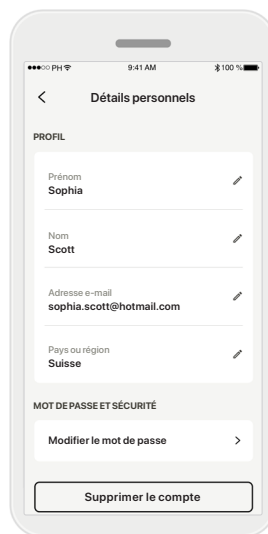 PH 9:41 AM 100 %
Détails personnels
PROFIL
Prénom
Sophia
Nom
Scott
Adresse e-mail
sophia.scott@hotmail.com
Pays ou région
Suisse
MOT DE PASSE ET SÉCURITÉ
Modifier le mot de passe
Supprimer le compte